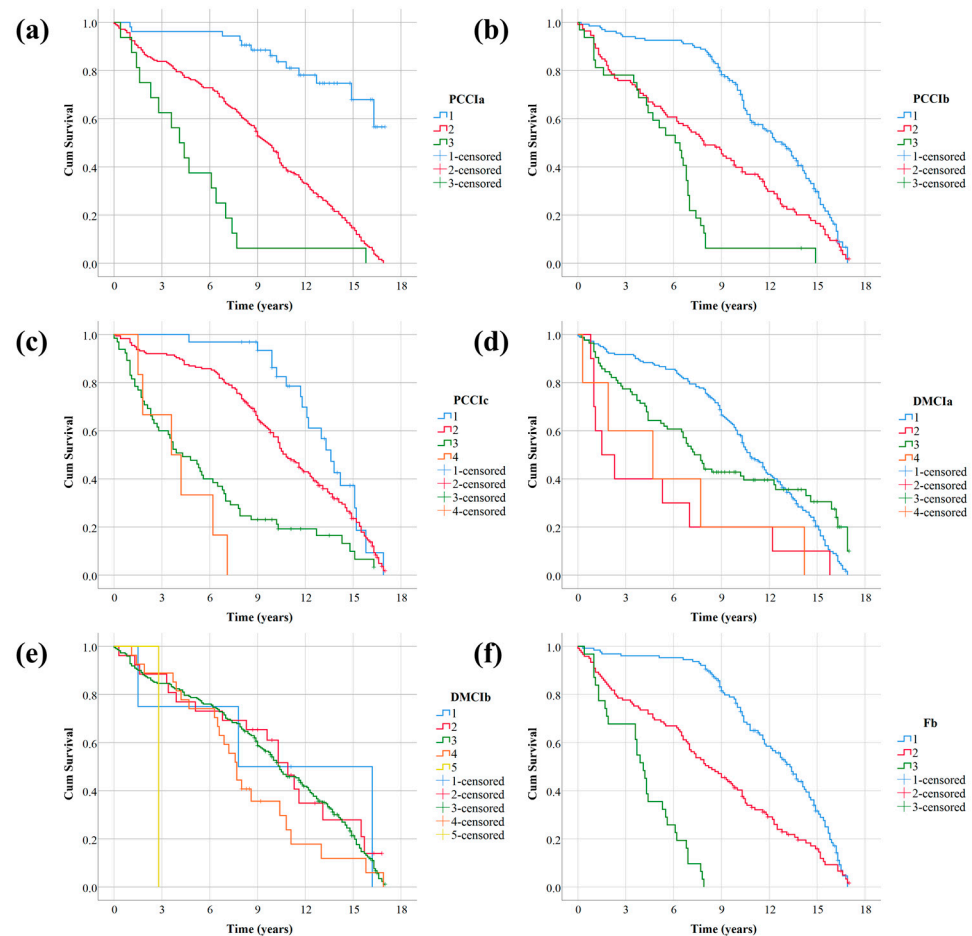 (a)
Cum Survival
1.0
0.8
0.6
0.4
0.2
0.0
0 3 6 9 12 15 18
Time (years)
PCCIa
1
2
3
1-censored
2-censored
3-censored
(b)
Cum Survival
1.0
0.8
0.6
0.4
0.2
0.0
0 3 6 9 12 15 18
Time (years)
PCCIb
1
2
3
1-censored
2-censored
3-censored
(c)
Cum Survival
1.0
0.8
0.6
0.4
0.2
0.0
0 3 6 9 12 15 18
Time (years)
PCCIc
1
2
3
4
1-censored
2-censored
3-censored
4-censored
(d)
Cum Survival
1.0
0.8
0.6
0.4
0.2
0.0
0 3 6 9 12 15 18
Time (years)
DMCIa
1
2
3
4
1-censored
2-censored
3-censored
4-censored
(e)
Cum Survival
1.0
0.8
0.6
0.4
0.2
0.0
0 3 6 9 12 15 18
Time (years)
DMCIb
1
2
3
4
5
1-censored
2-censored
3-censored
4-censored
5-censored
(f)
Cum Survival
1.0
0.8
0.6
0.4
0.2
0.0
0 3 6 9 12 15 18
Time (years)
Fb
1
2
3
1-censored
2-censored
3-censored